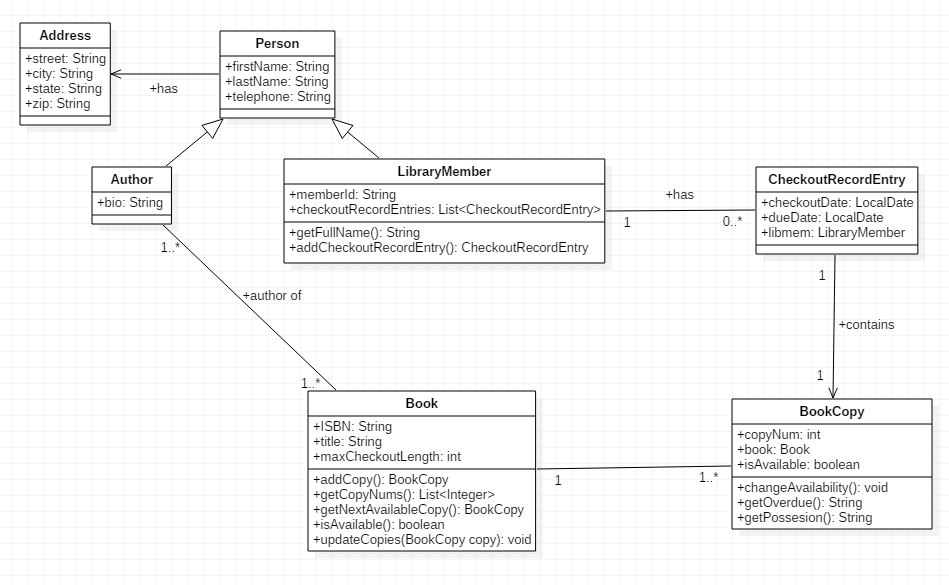 Address
+street: String
+city: String
+state: String
+zip: String
Person
+firstName: String
+lastName: String
+telephone: String
+has
Author
+bio: String
LibraryMember
+memberId: String
+checkoutRecordEntries: List<CheckoutRecordEntry>
+getFullName(): String
+addCheckoutRecordEntry(): CheckoutRecordEntry
+has
1
0..*
CheckoutRecordEntry
+checkoutDate: LocalDate
+dueDate: LocalDate
+libmem: LibraryMember
1..*
+author of
1..*
1
+contains
1
Book
+ISBN: String
+title: String
+maxCheckoutLength: int
+addCopy(): BookCopy
+getCopyNums(): List<Integer>
+getNextAvailableCopy(): BookCopy
+isAvailable(): boolean
+updateCopies(BookCopy copy): void
1
1..*
BookCopy
+copyNum: int
+book: Book
+isAvailable: boolean
+changeAvailability(): void
+getOverdue(): String
+getPossesion(): String